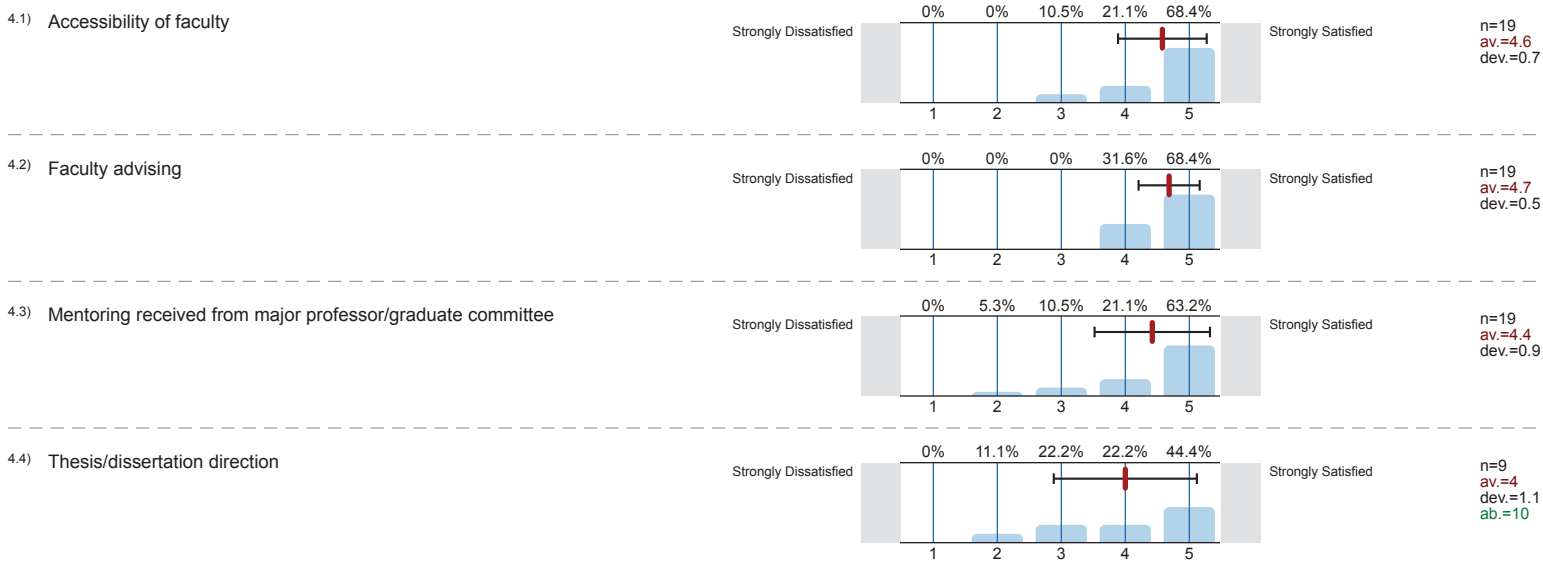 4.1) Accessibility of faculty
0% 0% 10.5% 21.1% 68.4%
Strongly Dissatisfied Strongly Satisfied
n=19
av.=4.6
dev.=0.7
1 2 3 4 5
4.2) Faculty advising
0% 0% 0% 31.6% 68.4%
Strongly Dissatisfied Strongly Satisfied
n=19
av.=4.7
dev.=0.5
1 2 3 4 5
4.3) Mentoring received from major professor/graduate committee
0% 5.3% 10.5% 21.1% 63.2%
Strongly Dissatisfied Strongly Satisfied
n=19
av.=4.4
dev.=0.9
1 2 3 4 5
4.4) Thesis/dissertation direction
0% 11.1% 22.2% 22.2% 44.4%
Strongly Dissatisfied Strongly Satisfied
n=9
av.=4
dev.=1.1
ab.=10
1 2 3 4 5